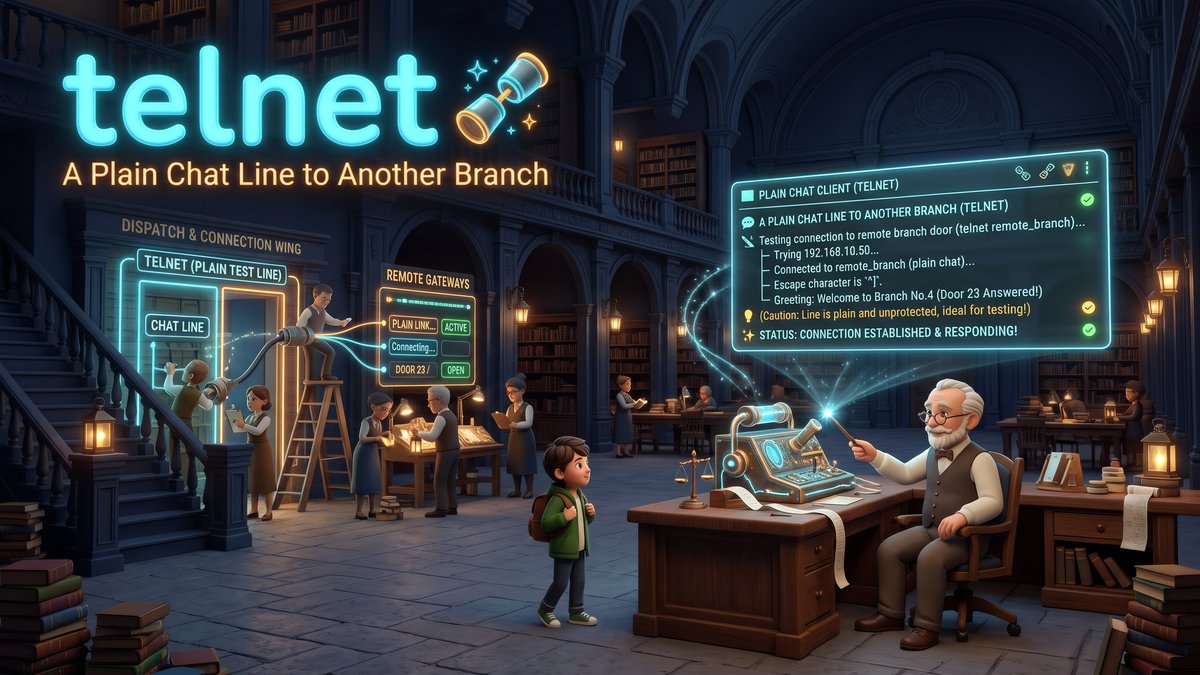 telnet
A Plain Chat Line to Another Branch
DISPATCH & CONNECTION WING
TELNET (PLAIN TEST LINE)
CHAT LINE
REMOTE GATEWAYS
PLAIN LINK... ACTIVE
Connecting...
DOOR 23 / OPEN
PLAIN CHAT CLIENT (TELNET)
A PLAIN CHAT LINE TO ANOTHER BRANCH (TELNET)
Testing connection to remote branch door (telnet remote_branch)...
Trying 192.168.10.50...
Connected to remote_branch (plain chat)...
Escape character is '^]'.
Greeting: Welcome to Branch No.4 (Door 23 Answered!)
(Caution: Line is plain and unprotected, ideal for testing!)
STATUS: CONNECTION ESTABLISHED & RESPONDING!